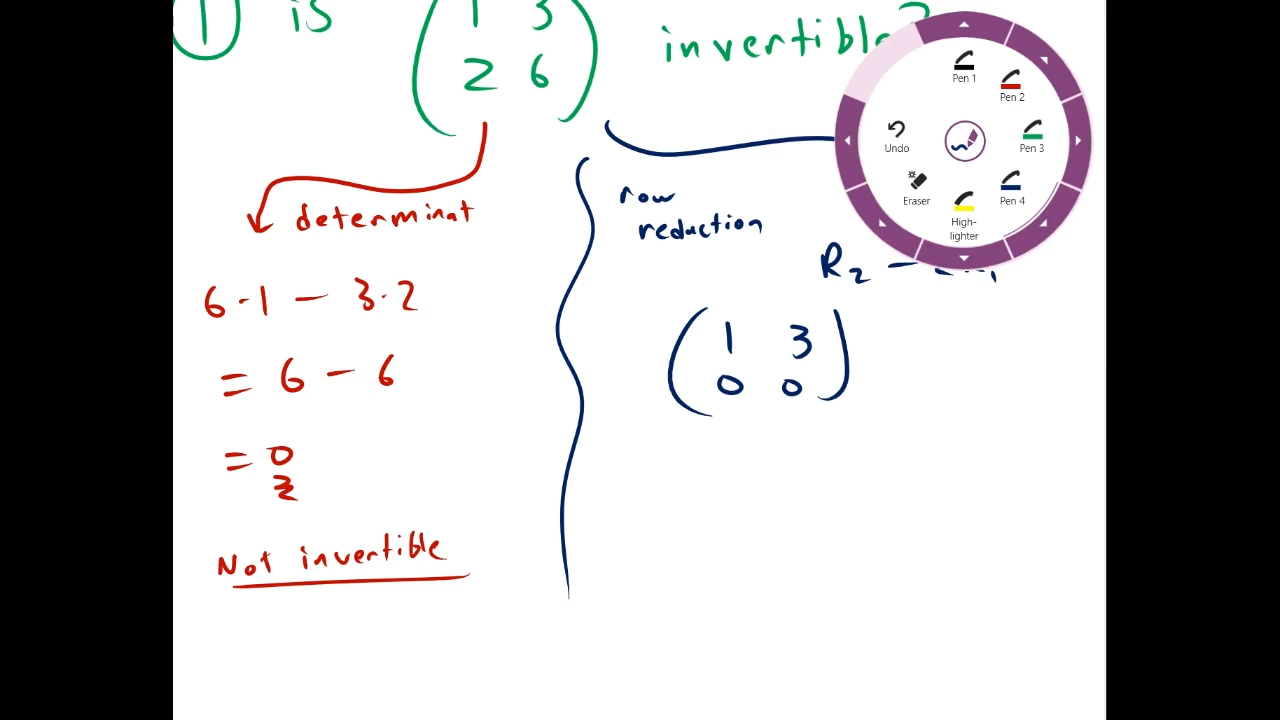 ① is (1 3
2 6) invertible?
determinat
6·1 - 3·2
= 6 - 6
= 0
Not invertible
row
reduction
R2 -
(1 3
0 0)
Pen 1
Pen 2
Undo
Pen 3
Eraser
Pen 4
High-
lighter